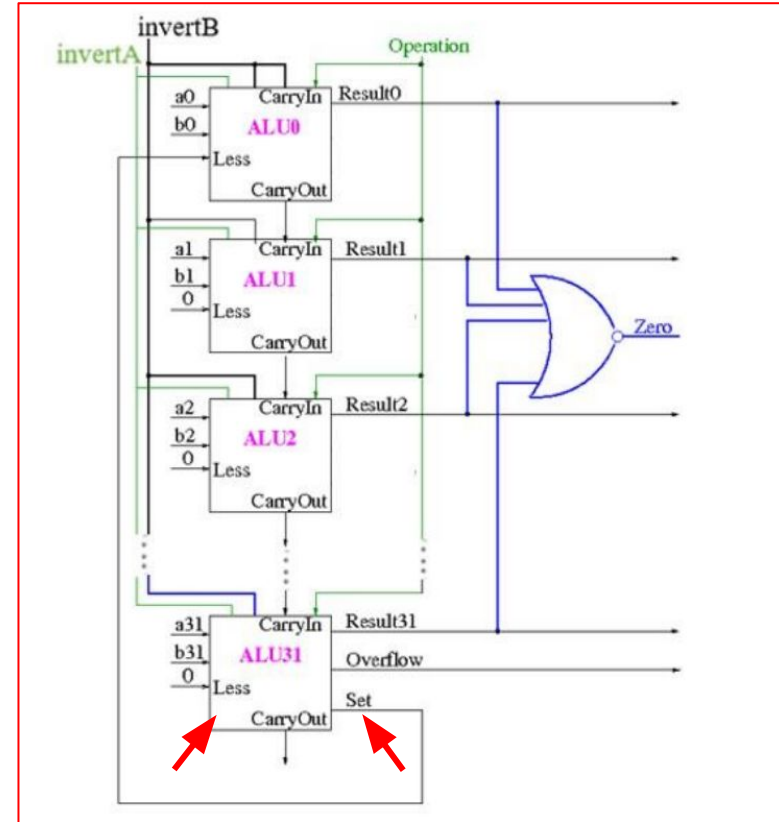 invertB
invertA
Operation
CarryIn
Result0
a0
ALU0
b0
Less
CarryOut
CarryIn
Result1
a1
ALU1
b1
0
Less
Zero
CarryOut
CarryIn
Result2
a2
ALU2
b2
0
Less
CarryOut
CarryIn
Result31
a31
ALU31
Overflow
b31
0
Less
Set
CarryOut